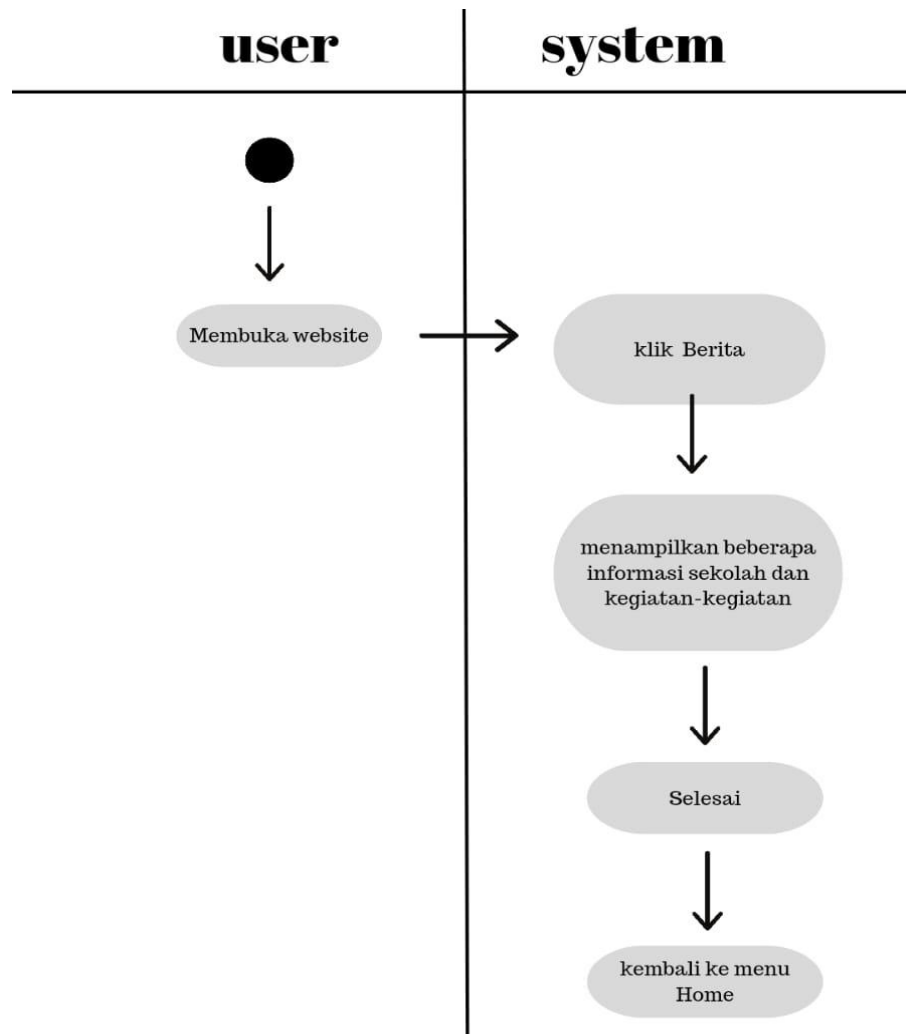 user
system
Membuka website
klik Berita
menampilkan beberapa
informasi sekolah dan
kegiatan-kegiatan
Selesai
kembali ke menu
Home